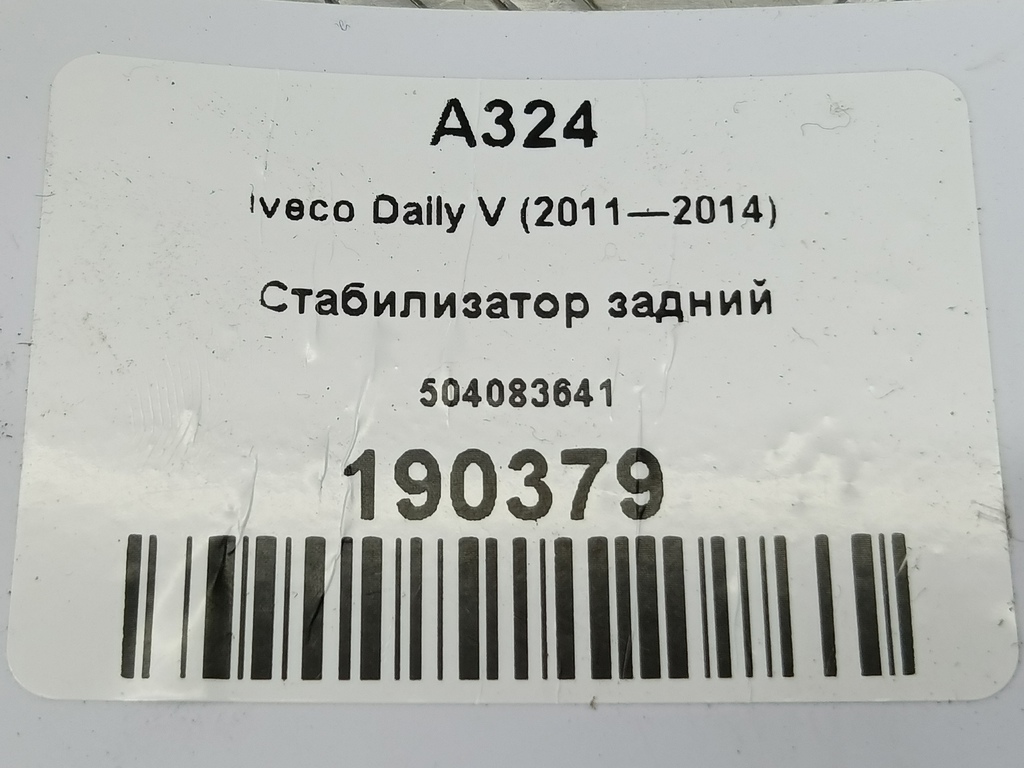 A324
Iveco Daily V (2011—2014)
Стабилизатор задний
504083641
190379